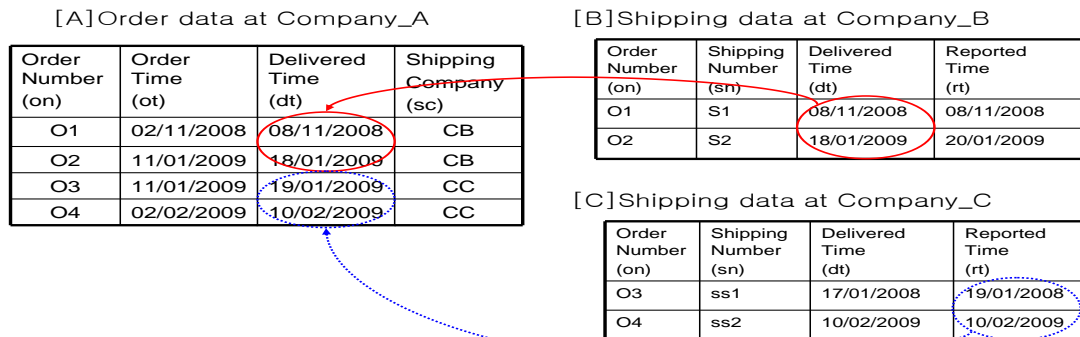 [A]Order data at Company_A
Order Number (on) Order Time (ot) Delivered Time (dt) Shipping Company (sc)
O1 02/11/2008 08/11/2008 CB
O2 11/01/2009 18/01/2009 CB
O3 11/01/2009 19/01/2009 CC
O4 02/02/2009 10/02/2009 CC
[B]Shipping data at Company_B
Order Number (on) Shipping Number (sn) Delivered Time (dt) Reported Time (rt)
O1 S1 08/11/2008 08/11/2008
O2 S2 18/01/2009 20/01/2009
[C]Shipping data at Company_C
Order Number (on) Shipping Number (sn) Delivered Time (dt) Reported Time (rt)
O3 ss1 17/01/2008 19/01/2008
O4 ss2 10/02/2009 10/02/2009